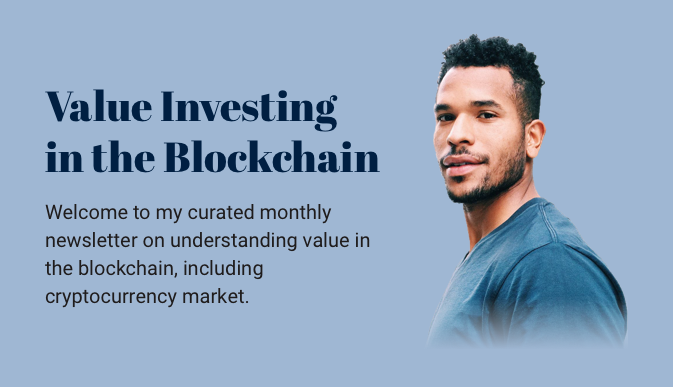 Value Investing
in the Blockchain
Welcome to my curated monthly
newsletter on understanding value in
the blockchain, including
cryptocurrency market.